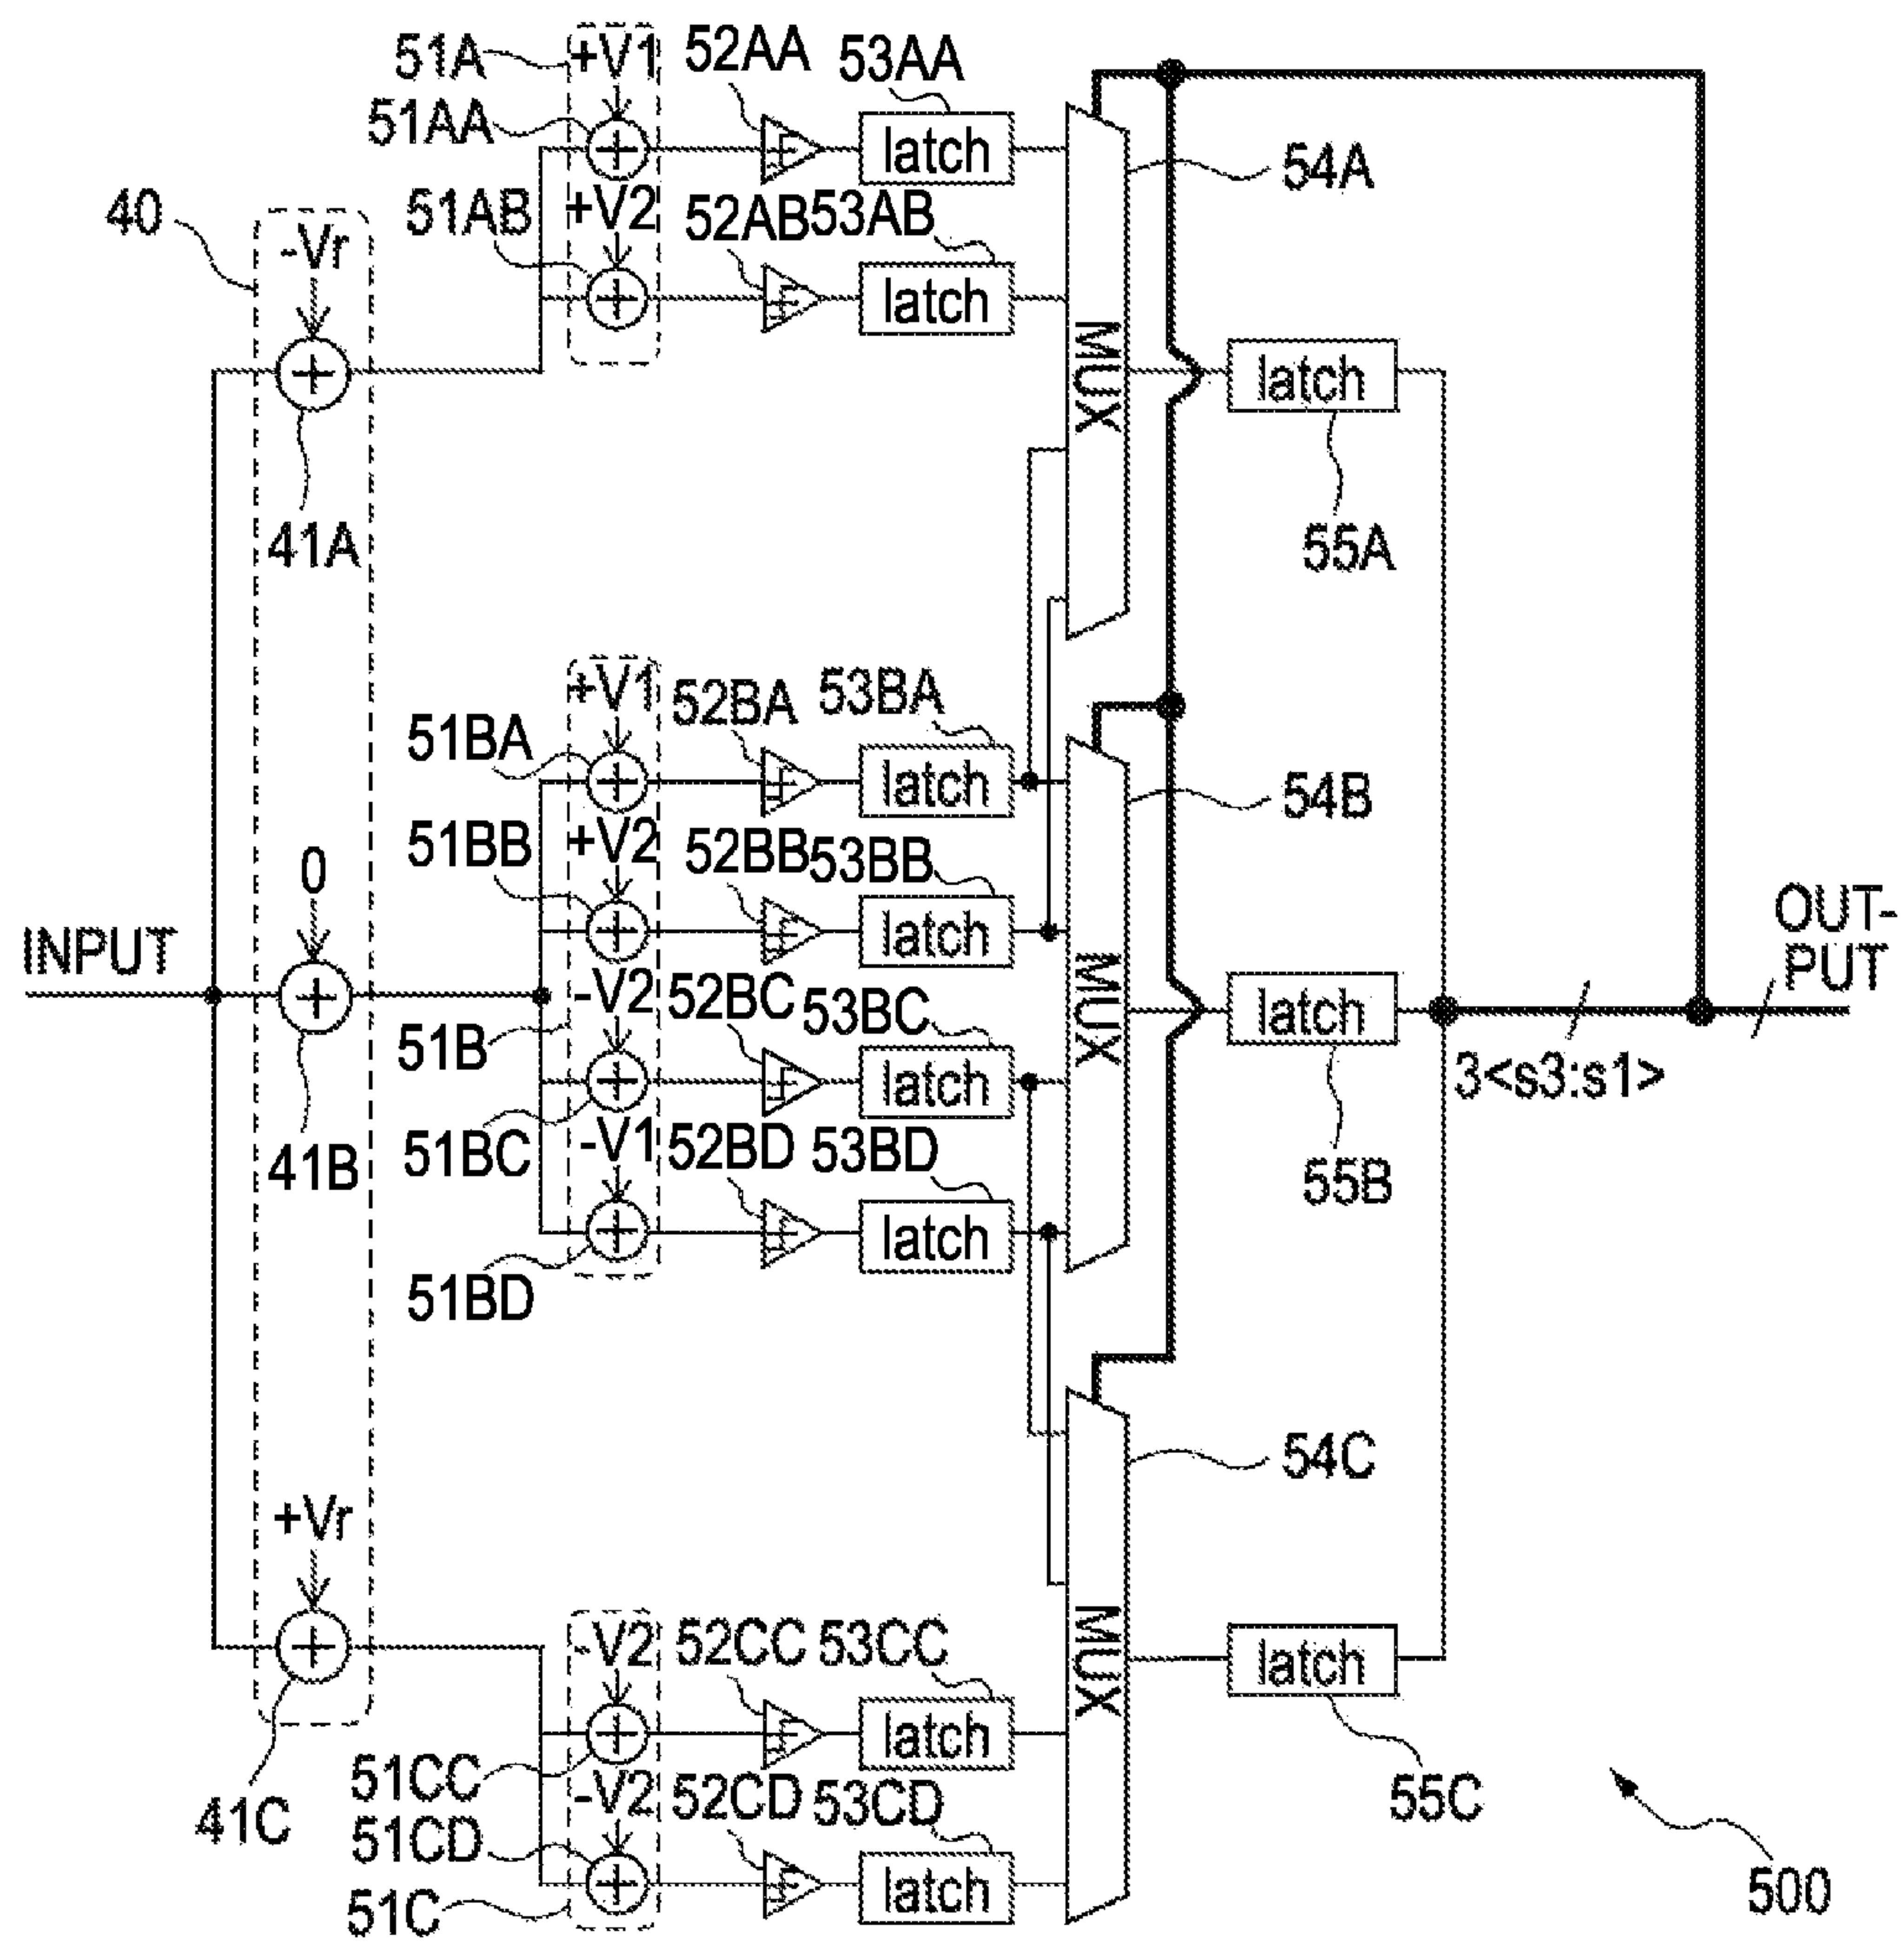 51A
+V1
52AA
53AA
51AA
latch
54A
40
-Vr
51AB
+V2
52AB
53AB
latch
MUX
latch
41A
55A
+V1
52BA
53BA
51BA
latch
54B
51BB
+V2
52BB
53BB
0
latch
OUT-
PUT
INPUT
-V2
52BC
53BC
MUX
51B
latch
latch
3<s3:s1>
41B
51BC
-V1
52BD
53BD
55B
latch
51BD
54C
+Vr
-V2
52CC
53CC
MUX
latch
latch
51CC
-V2
52CD
53CD
55C
41C
51CD
latch
51C
500